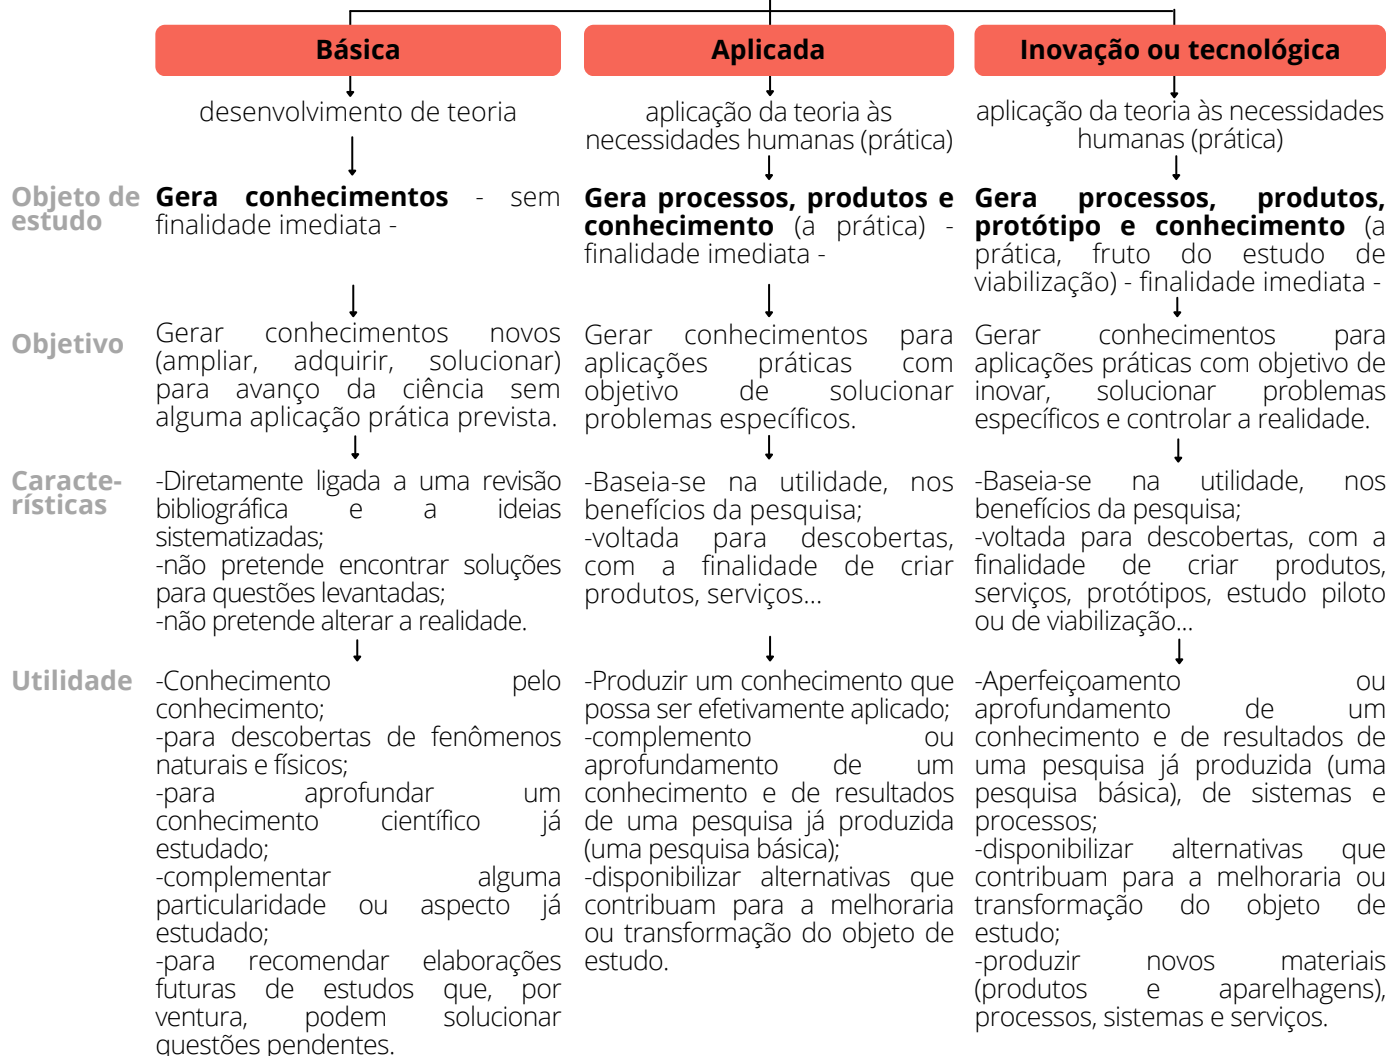 Básica
Aplicada
Inovação ou tecnológica
desenvolvimento de teoria
aplicação da teoria às
necessidades humanas (prática)
aplicação da teoria às necessidades
humanas (prática)
Objeto de
estudo
Gera conhecimentos - sem
finalidade imediata -
Gera processos, produtos e
conhecimento (a prática) -
finalidade imediata -
Gera processos, produtos,
protótipo e conhecimento (a
prática, fruto do estudo de
viabilização) - finalidade imediata -
Objetivo
Gerar conhecimentos novos
(ampliar, adquirir, solucionar)
para avanço da ciência sem
alguma aplicação prática prevista.
Gerar conhecimentos para
aplicações práticas com
objetivo de solucionar
problemas específicos.
Gerar conhecimentos para
aplicações práticas com objetivo de
inovar, solucionar problemas
específicos e controlar a realidade.
Caracte-
rísticas
-Diretamente ligada a uma revisão
bibliográfica e a ideias
sistematizadas;
-não pretende encontrar soluções
para questões levantadas;
-não pretende alterar a realidade.
-Baseia-se na utilidade, nos
benefícios da pesquisa;
-voltada para descobertas,
com a finalidade de criar
produtos, serviços...
-Baseia-se na utilidade, nos
benefícios da pesquisa;
-voltada para descobertas, com a
finalidade de criar produtos,
serviços, protótipos, estudo piloto
ou de viabilização...
Utilidade
-Conhecimento pelo
conhecimento;
-para descobertas de fenômenos
naturais e físicos;
-para aprofundar um
conhecimento científico já
estudado;
-complementar alguma
particularidade ou aspecto já
estudado;
-para recomendar elaborações
futuras de estudos que, por
ventura, podem solucionar
questões pendentes.
-Produzir um conhecimento que
possa ser efetivamente aplicado;
-complemento ou
aprofundamento de um
conhecimento e de resultados
de uma pesquisa já produzida
(uma pesquisa básica);
-disponibilizar alternativas que
contribuam para a melhoraria
ou transformação do objeto de
estudo.
-Aperfeiçoamento ou
aprofundamento de um
conhecimento e de resultados de
uma pesquisa já produzida (uma
pesquisa básica), de sistemas e
processos;
-disponibilizar alternativas que
contribuam para a melhoraria ou
transformação do objeto de
estudo;
-produzir novos materiais
(produtos e aparelhagens),
processos, sistemas e serviços.